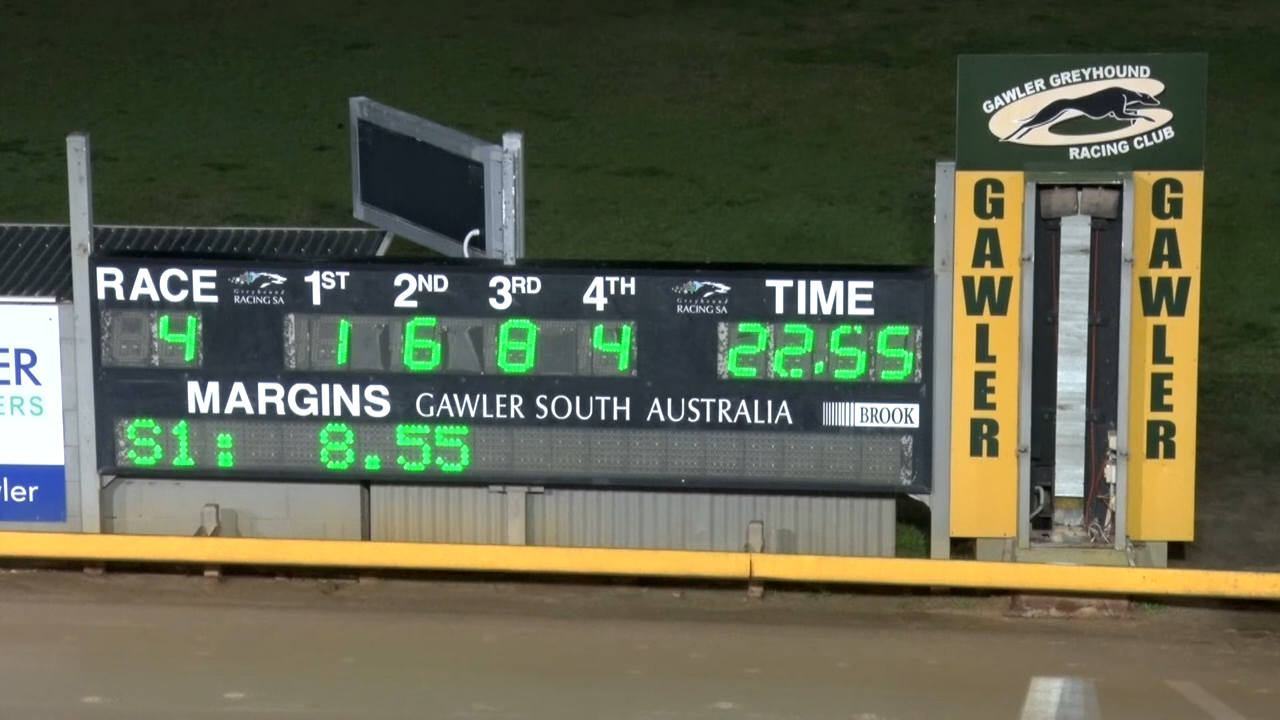 GAWLER GREYHOUND
RACING CLUB
RACE 1ST 2ND 3RD 4TH TIME
Greyhound
RACING SA
Greyhound
RACING SA
4 1 6 8 4 22.55
MARGINS GAWLER SOUTH AUSTRALIA BROOK
S1: 8.55
GAWLER
GAWLER
ER
ERS
wler